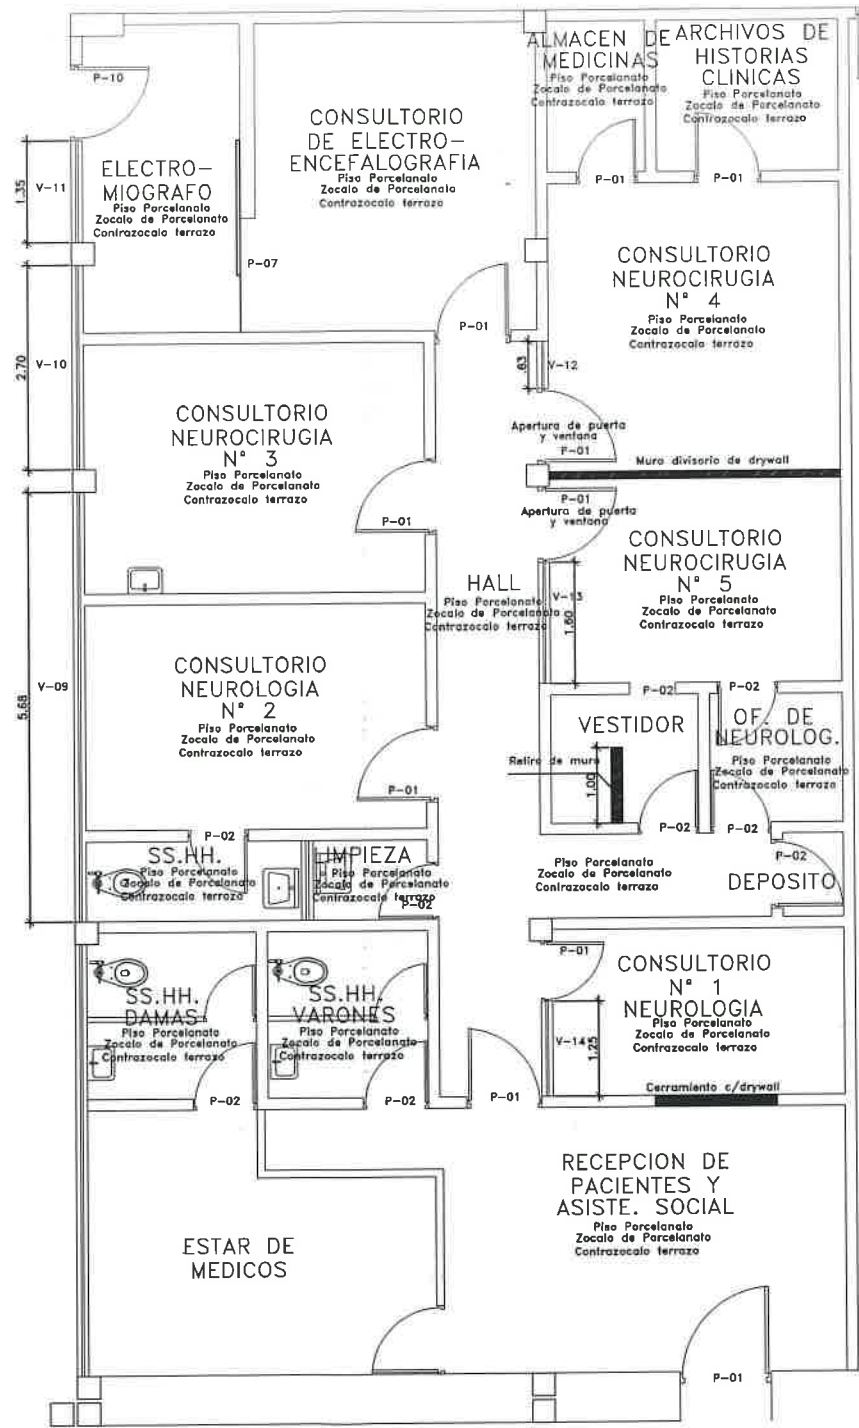 ALMACEN DE
MEDICINAS
Piso Porcelanato
Zocalo de Porcelanato
Contrazocalo terrazo
ARCHIVOS DE
HISTORIAS
CLINICAS
Piso Porcelanato
Zocalo de Porcelanato
Contrazocalo terrazo
P-10
CONSULTORIO
DE ELECTRO-
ENCEFALOGRAFIA
Piso Porcelanato
Zocalo de Porcelanato
Contrazocalo terrazo
ELECTRO-
MIOGRAFO
Piso Porcelanato
Zocalo de Porcelanato
Contrazocalo terrazo
1.35
V-11
P-01
P-01
P-07
P-01
CONSULTORIO
NEUROCIRUGIA
N° 4
Piso Porcelanato
Zocalo de Porcelanato
Contrazocalo terrazo
2.70
V-10
.63
V-12
CONSULTORIO
NEUROCIRUGIA
N° 3
Piso Porcelanato
Zocalo de Porcelanato
Contrazocalo terrazo
P-01
Apertura de puerta
y ventana
P-01
Muro divisorio de drywall
P-01
Apertura de puerta
y ventana
CONSULTORIO
NEUROCIRUGIA
N° 5
Piso Porcelanato
Zocalo de Porcelanato
Contrazocalo terrazo
HALL
Piso Porcelanato
Zocalo de Porcelanato
Contrazocalo terrazo
V-13
1.60
5.68
V-09
CONSULTORIO
NEUROLOGIA
N° 2
Piso Porcelanato
Zocalo de Porcelanato
Contrazocalo terrazo
P-01
P-02
P-02
P-02
VESTIDOR
Retiro de muro
1.00
P-02
OF. DE
NEUROLOG.
Piso Porcelanato
Zocalo de Porcelanato
Contrazocalo terrazo
P-02
SS.HH.
Piso Porcelanato
Zocalo de Porcelanato
Contrazocalo terrazo
IMPIEZA
Piso Porcelanato
Zocalo de Porcelanato
Contrazocalo terrazo
P-02
Piso Porcelanato
Zocalo de Porcelanato
Contrazocalo terrazo
P-02
DEPOSITO
SS.HH.
DAMAS
Piso Porcelanato
Zocalo de Porcelanato
Contrazocalo terrazo
P-02
SS.HH.
VARONES
Piso Porcelanato
Zocalo de Porcelanato
Contrazocalo terrazo
P-02
P-01
P-01
CONSULTORIO
N° 1
NEUROLOGIA
Piso Porcelanato
Zocalo de Porcelanato
Contrazocalo terrazo
V-14
1.25
Cerramiento c/drywall
RECEPCION DE
PACIENTES Y
ASISTE. SOCIAL
Piso Porcelanato
Zocalo de Porcelanato
Contrazocalo terrazo
ESTAR DE
MEDICOS
P-01